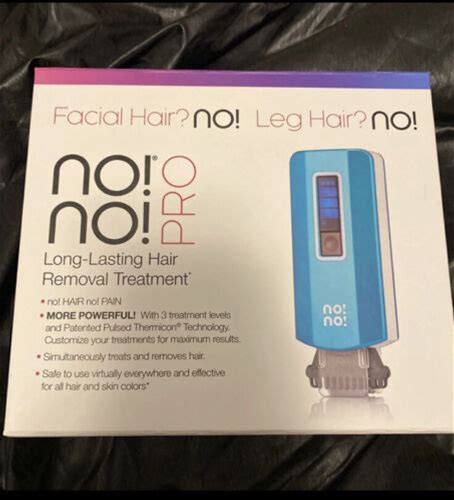 Facial Hair? no! Leg Hair? no!
no!®
no! PRO
Long-Lasting Hair
Removal Treatment*
• no! HAIR no! PAIN
• MORE POWERFUL! With 3 treatment levels
and Patented Pulsed Thermicon® Technology.
Customize your treatments for maximum results.
• Simultaneously treats and removes hair.
• Safe to use virtually everywhere and effective
for all hair and skin colors*
no!
no!